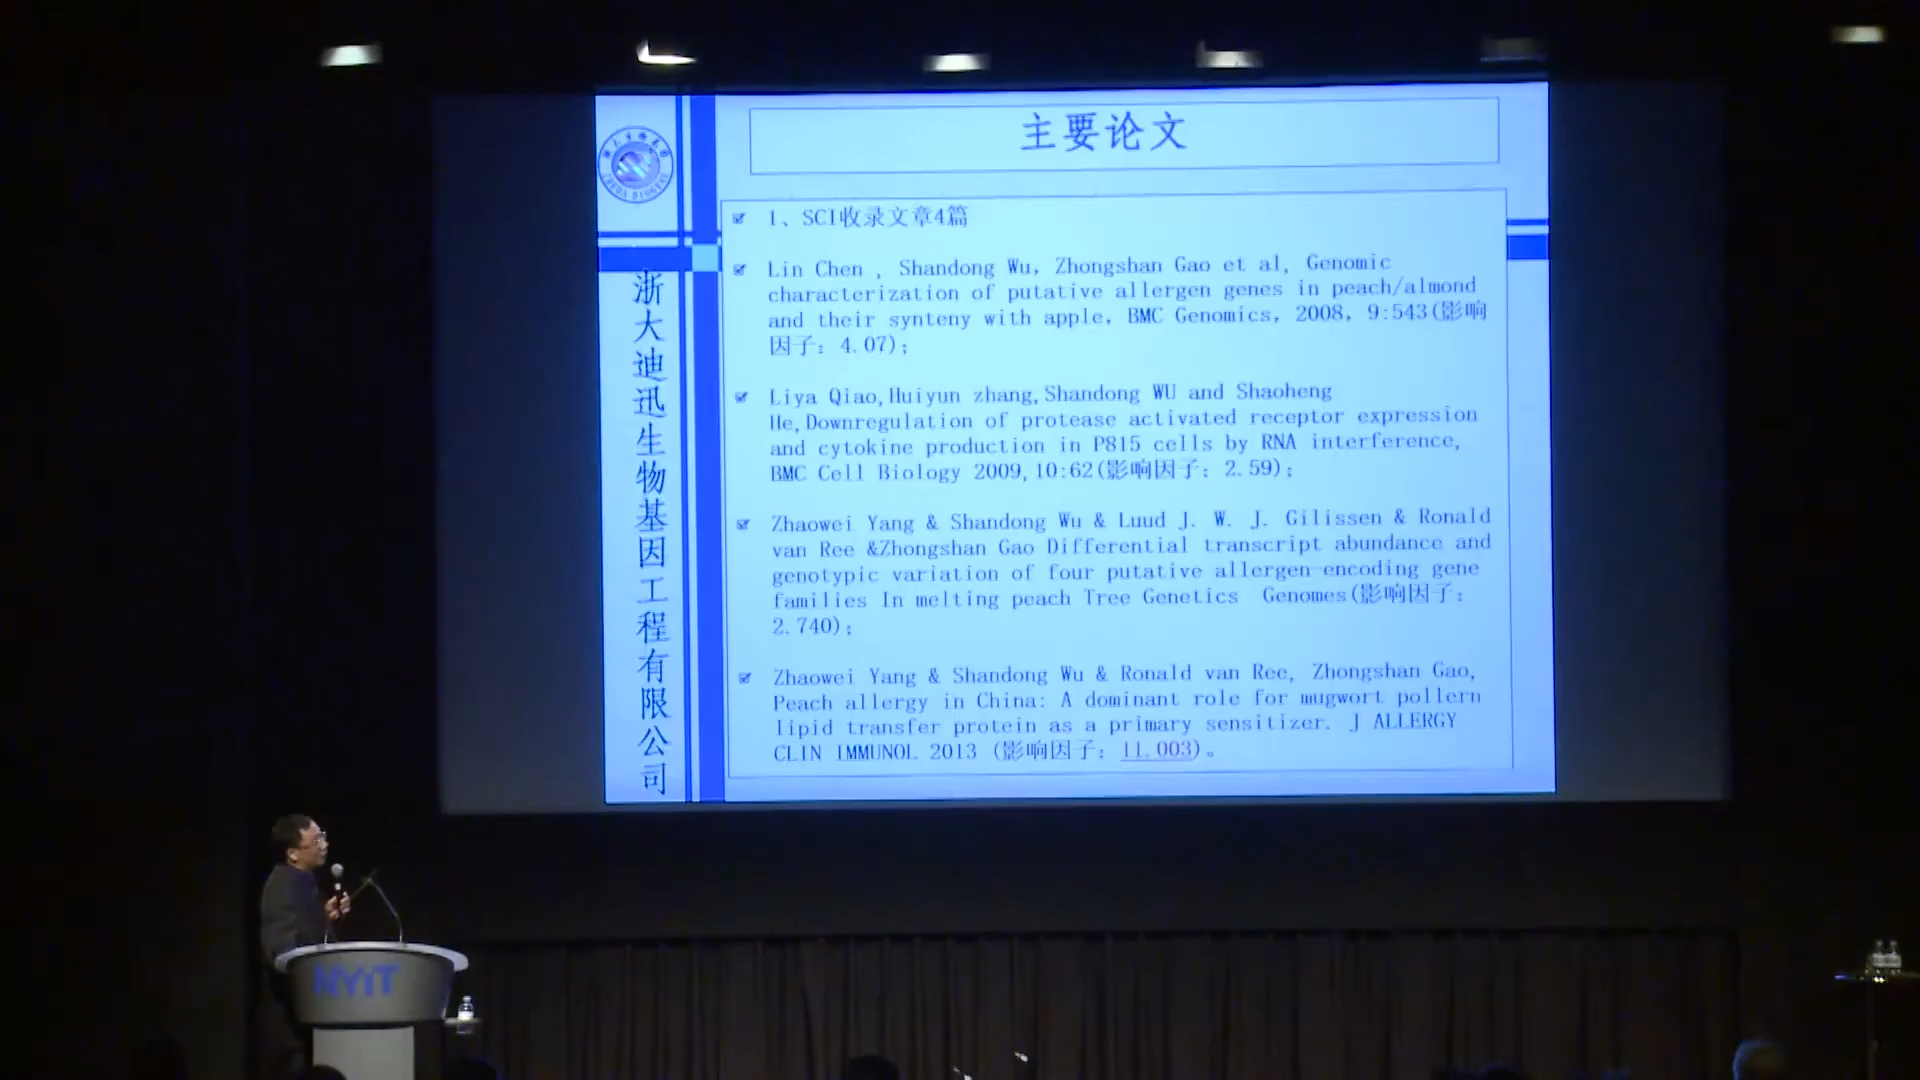 主要论文
浙大迪迅生物基因工程有限公司
1、SCI收录文章4篇
Lin Chen , Shandong Wu, Zhongshan Gao et al, Genomic
characterization of putative allergen genes in peach/almond
and their synteny with apple, BMC Genomics, 2008, 9:543(影响
因子: 4.07);
Liya Qiao,Huiyun zhang,Shandong WU and Shaoheng
He,Downregulation of protease activated receptor expression
and cytokine production in P815 cells by RNA interference,
BMC Cell Biology 2009,10:62(影响因子: 2.59);
Zhaowei Yang & Shandong Wu & Luud J. W. J. Gilissen & Ronald
van Ree &Zhongshan Gao Differential transcript abundance and
genotypic variation of four putative allergen-encoding gene
families In melting peach Tree Genetics Genomes(影响因子:
2.740);
Zhaowei Yang & Shandong Wu & Ronald van Ree, Zhongshan Gao,
Peach allergy in China: A dominant role for mugwort pollern
lipid transfer protein as a primary sensitizer. J ALLERGY
CLIN IMMUNOL 2013 (影响因子: 11.003)。
NYiT